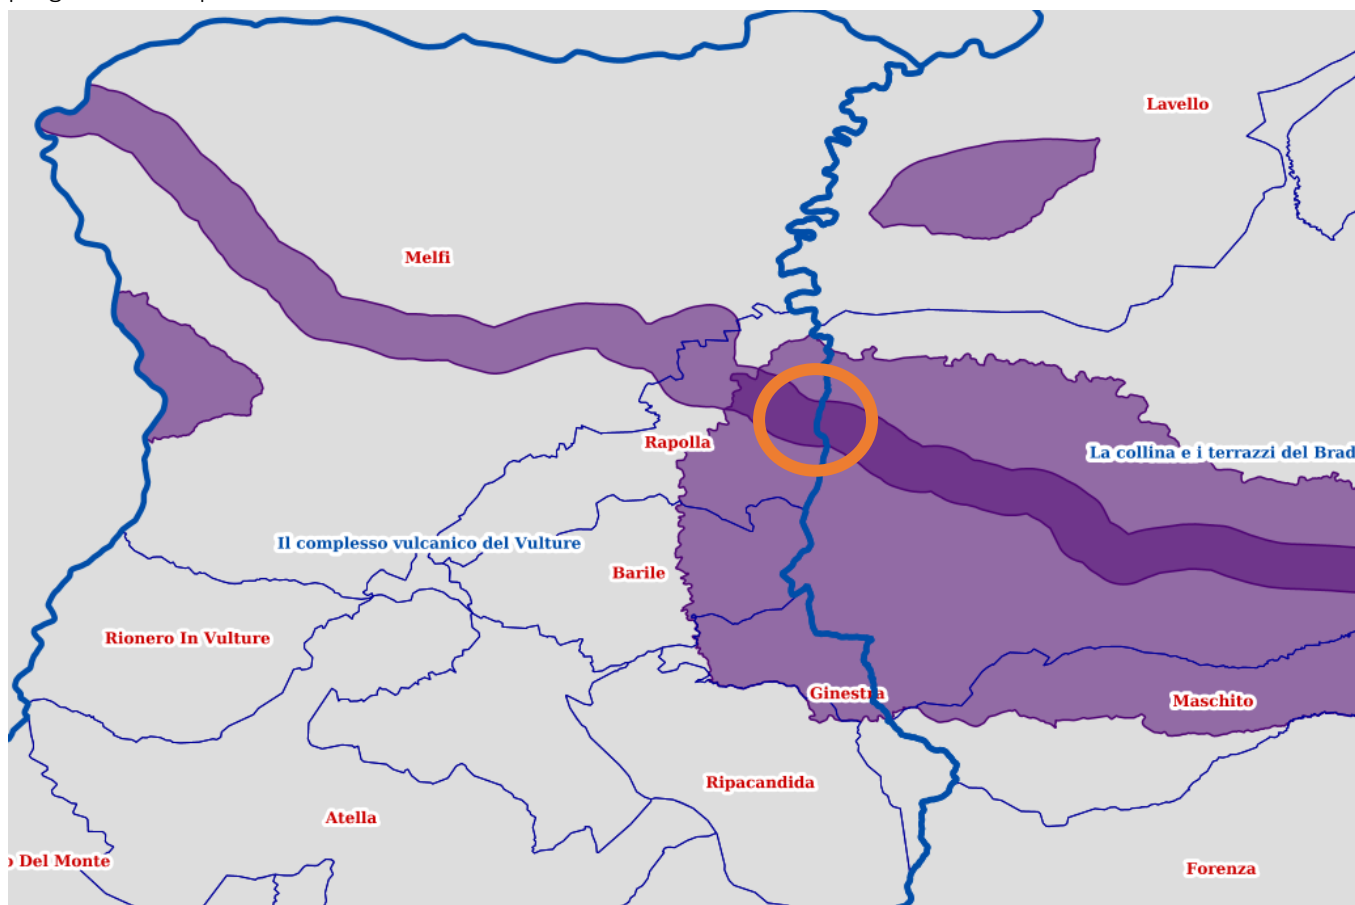 Lavello
Melfi
Rapolla
La collina e i terrazzi del Brad
Il complesso vulcanico del Vulture
Barile
Rionero In Vulture
Ginestra
Maschito
Ripacandida
Atella
o Del Monte
Forenza